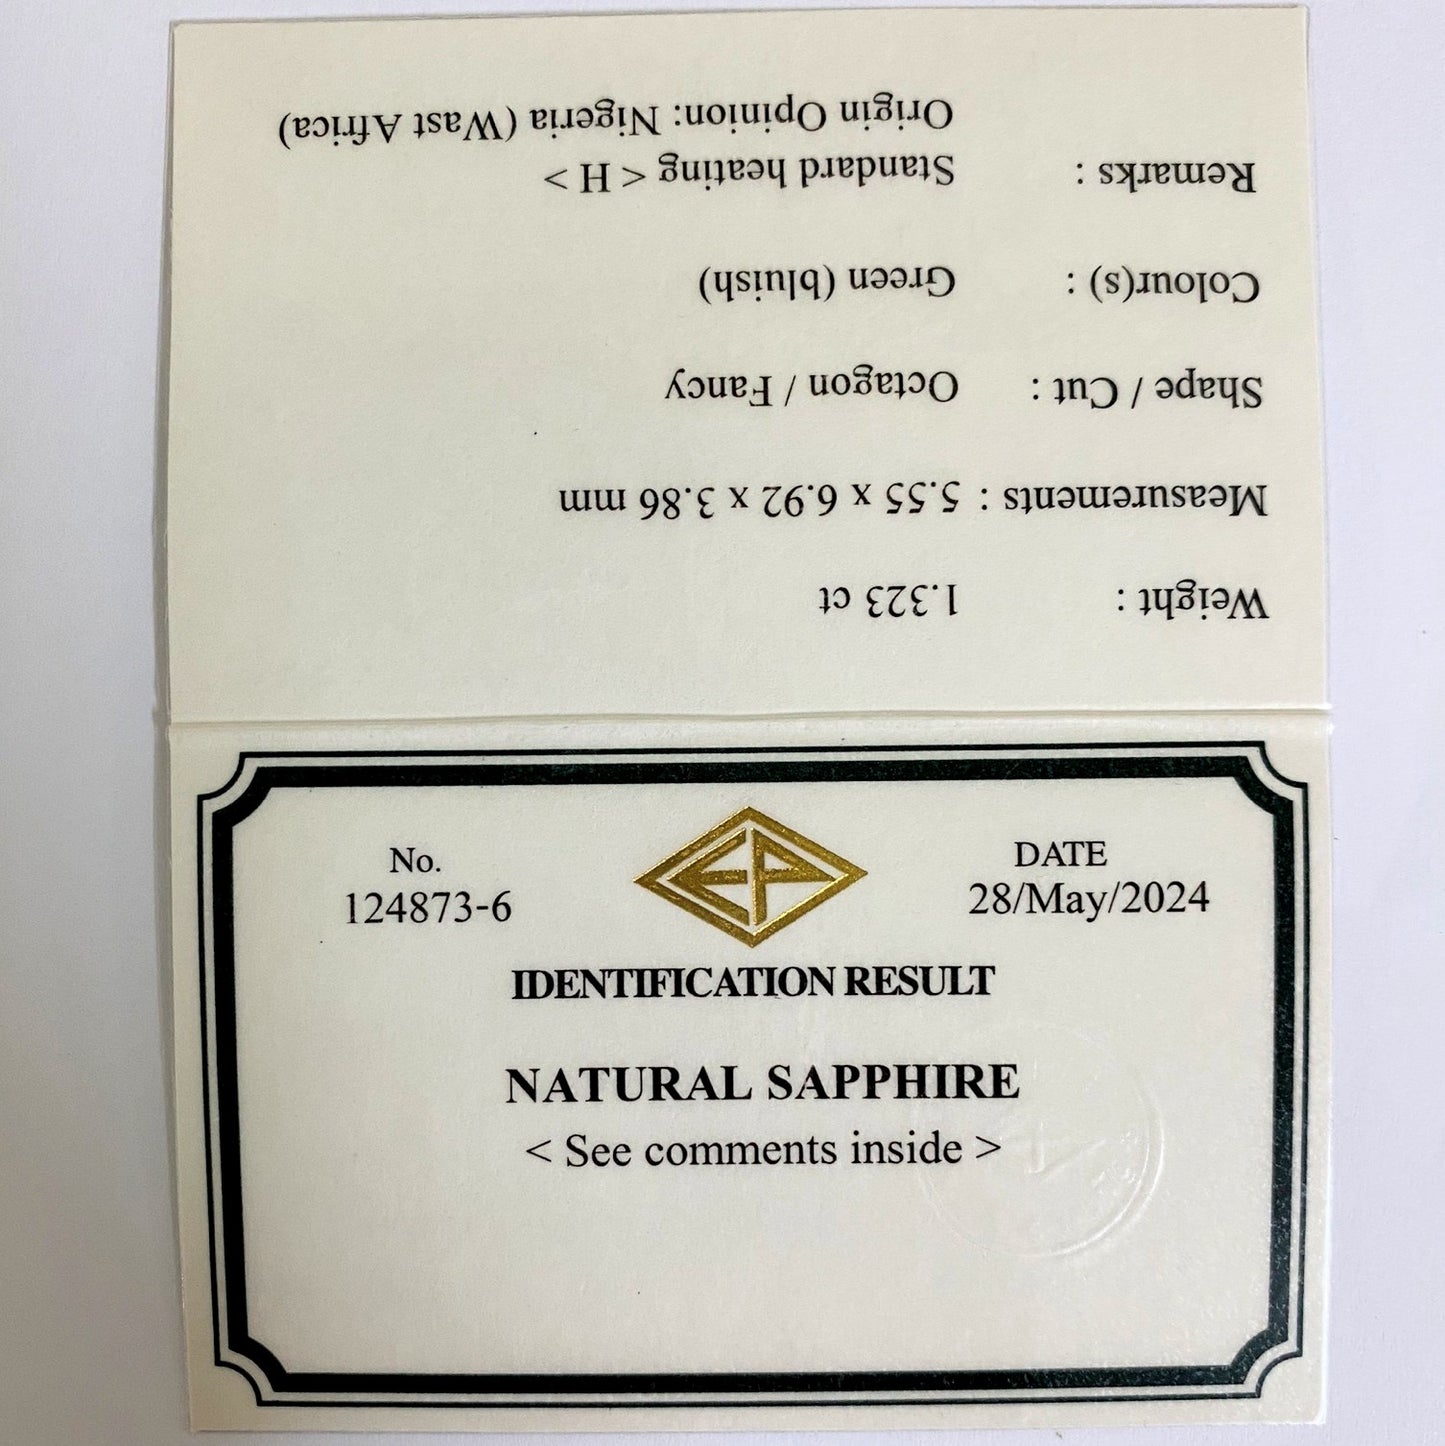 No.
124873-6
EP
DATE
28/May/2024
IDENTIFICATION RESULT
NATURAL SAPPHIRE
< See comments inside >
Weight : 1.323 ct
Measurements : 5.55 x 6.92 x 3.86 mm
Shape / Cut : Octagon / Fancy
Colour(s) : Green (bluish)
Remarks : Standard heating < H >
Origin Opinion: Nigeria (Wast Africa)